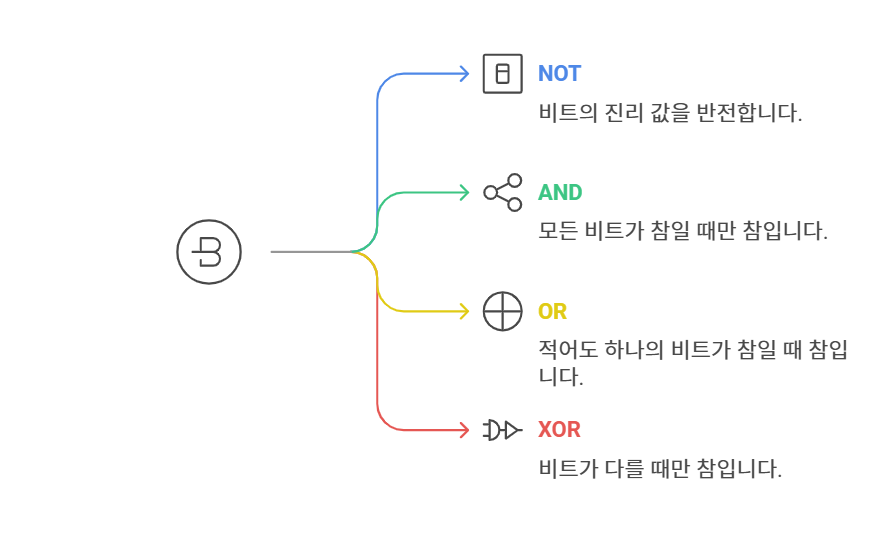 NOT
비트의 진리 값을 반전합니다.
AND
모든 비트가 참일 때만 참입니다.
OR
적어도 하나의 비트가 참일 때 참입
니다.
XOR
비트가 다를 때만 참입니다.